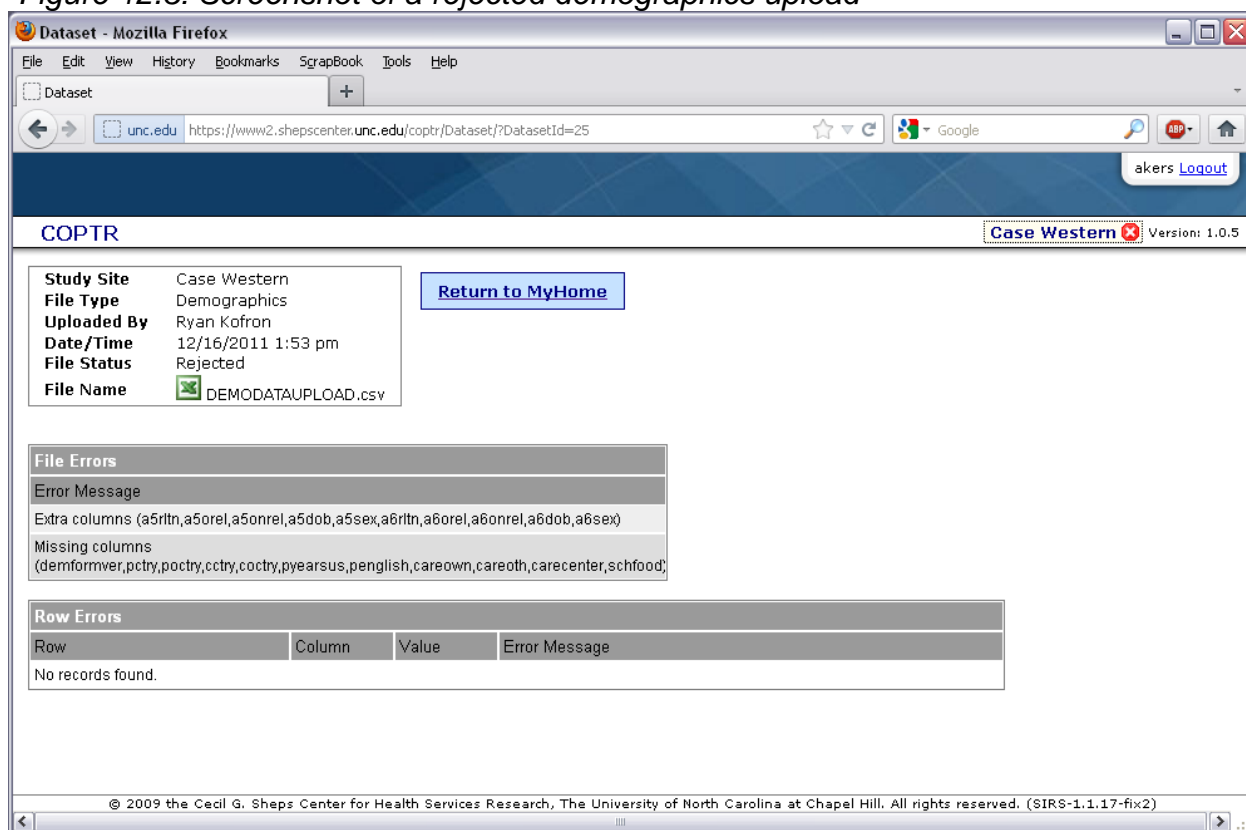 Figure 12.8. Screenshot of a rejected demographics upload
Dataset - Mozilla Firefox
File Edit View History Bookmarks ScrapBook Tools Help
Dataset +
unc.edu https://www2.shepscenter.unc.edu/coptr/Dataset/?DatasetId=25 Google ABP
akers Logout
COPTR Case Western Version: 1.0.5
Study Site Case Western
File Type Demographics
Uploaded By Ryan Kofron
Date/Time 12/16/2011 1:53 pm
File Status Rejected
File Name DEMODATAUPLOAD.csv
Return to MyHome
File Errors
Error Message
Extra columns (a5rltn,a5orel,a5onrel,a5dob,a5sex,a6rltn,a6orel,a6onrel,a6dob,a6sex)
Missing columns
(demformver,pctry,poctry,cctry,coctry,pyearsus,penglish,careown,careoth,carecenter,schfood)
Row Errors
Row Column Value Error Message
No records found.
© 2009 the Cecil G. Sheps Center for Health Services Research, The University of North Carolina at Chapel Hill. All rights reserved. (SIRS-1.1.17-fix2)